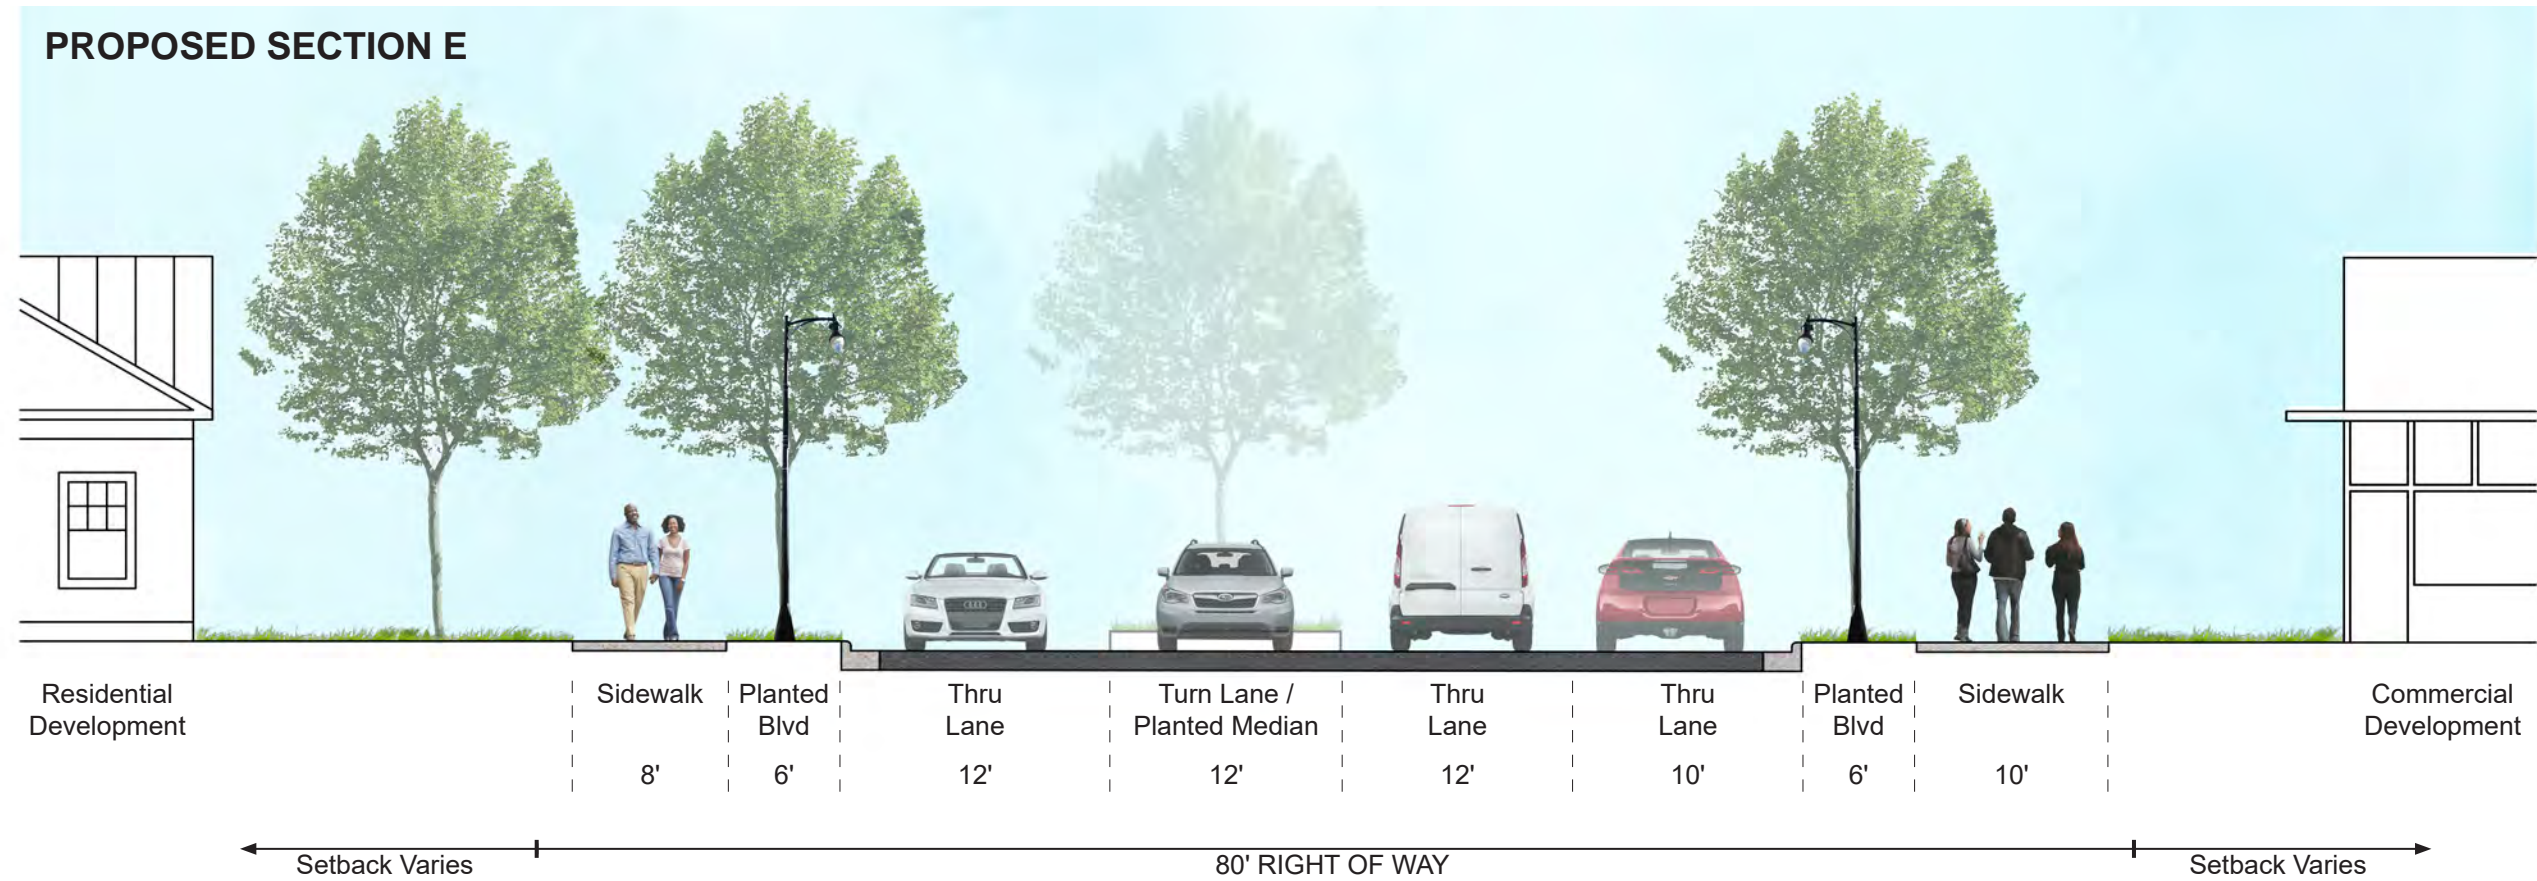 PROPOSED SECTION E
Residential
Development
Sidewalk
8'
Planted
Blvd
6'
Thru
Lane
12'
Turn Lane /
Planted Median
12'
Thru
Lane
12'
Thru
Lane
10'
Planted
Blvd
6'
Sidewalk
10'
Commercial
Development
Setback Varies
80' RIGHT OF WAY
Setback Varies